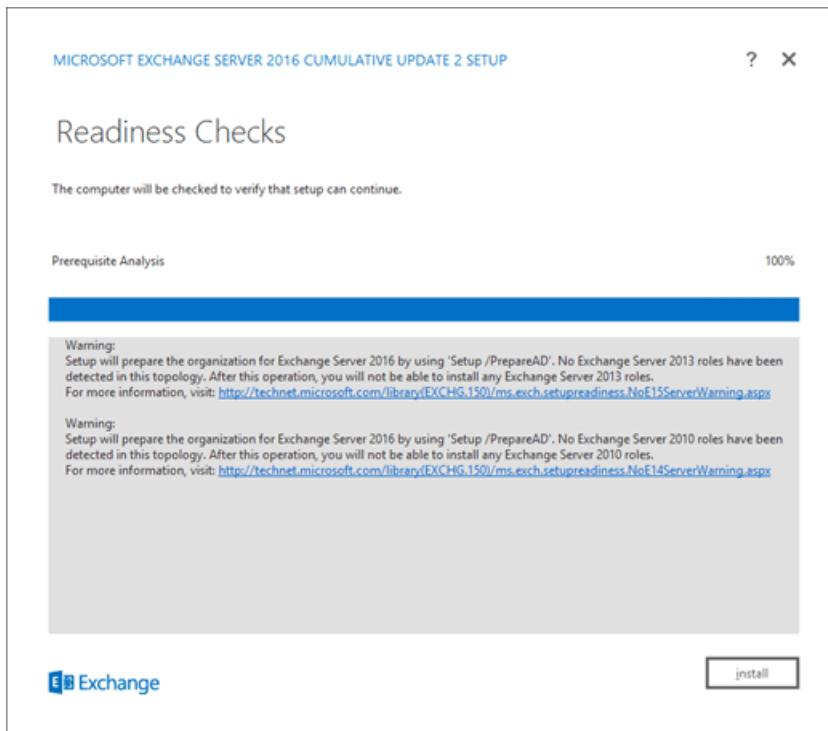 MICROSOFT EXCHANGE SERVER 2016 CUMULATIVE UPDATE 2 SETUP
? ✕
Readiness Checks
The computer will be checked to verify that setup can continue.
Prerequisite Analysis 100%
Warning:
Setup will prepare the organization for Exchange Server 2016 by using 'Setup /PrepareAD'. No Exchange Server 2013 roles have been
detected in this topology. After this operation, you will not be able to install any Exchange Server 2013 roles.
For more information, visit: http://technet.microsoft.com/library(EXCHG.150)/ms.exch.setupreadiness.NoE15ServerWarning.aspx
Warning:
Setup will prepare the organization for Exchange Server 2016 by using 'Setup /PrepareAD'. No Exchange Server 2010 roles have been
detected in this topology. After this operation, you will not be able to install any Exchange Server 2010 roles.
For more information, visit: http://technet.microsoft.com/library(EXCHG.150)/ms.exch.setupreadiness.NoE14ServerWarning.aspx
E Exchange
install